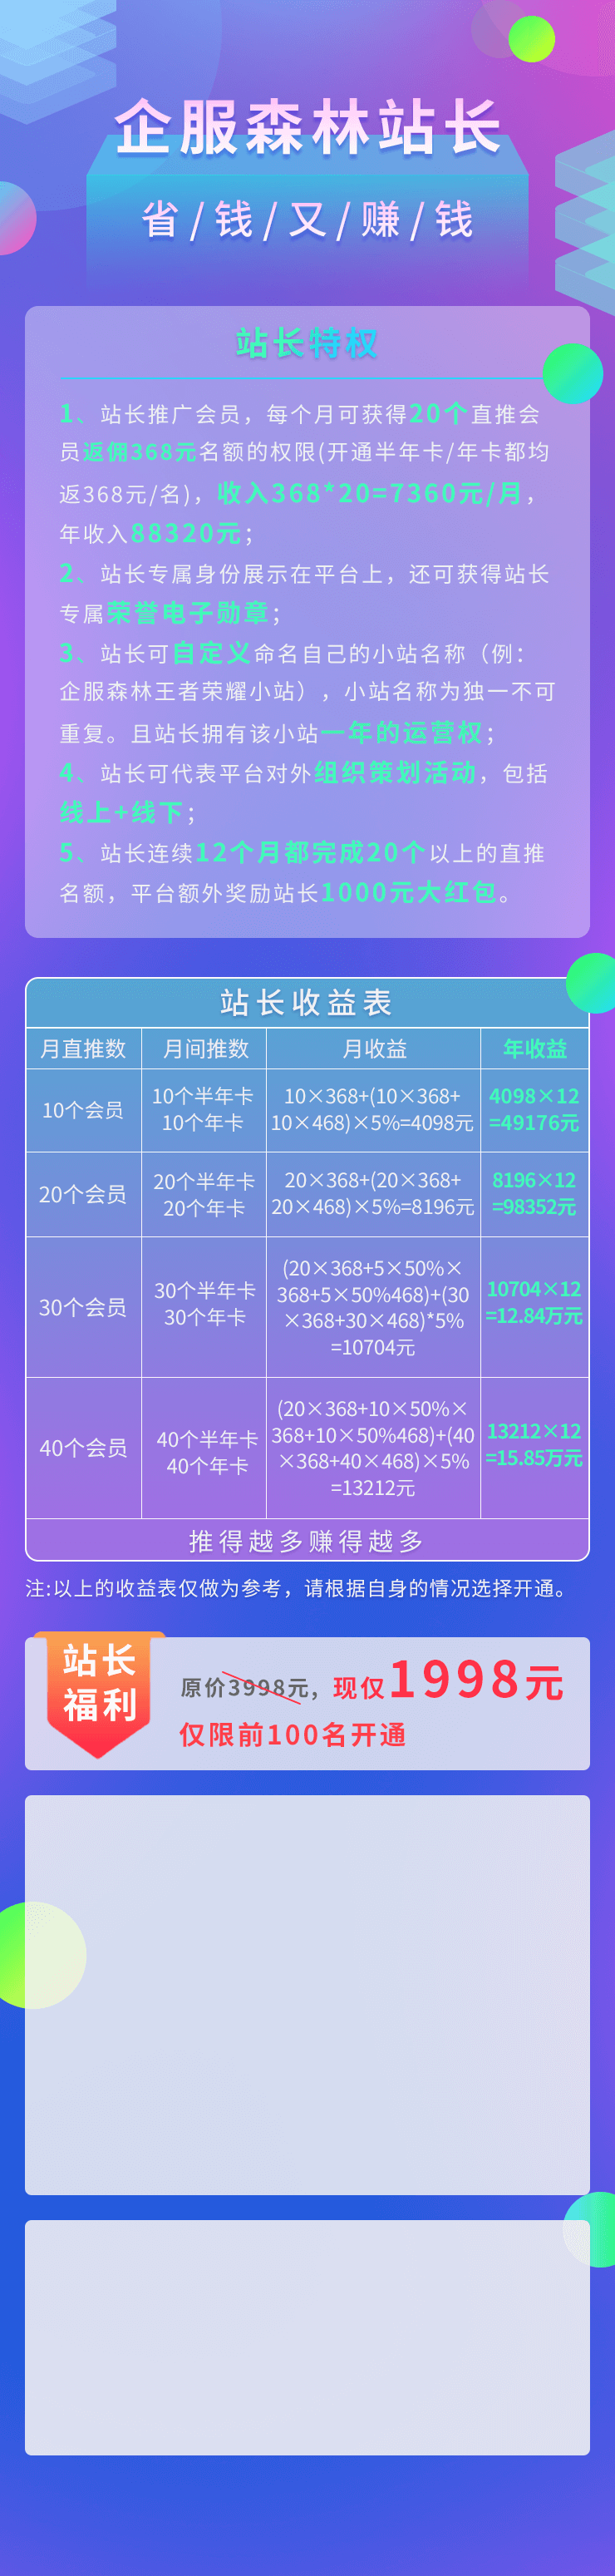 企服森林站长
省/钱/又/赚/钱
站长特权
1、站长推广会员，每个月可获得20个直推会
员返佣368元名额的权限(开通半年卡/年卡都均
返368元/名)，收入368*20=7360元/月，
年收入88320元；
2、站长专属身份展示在平台上，还可获得站长
专属荣誉电子勋章；
3、站长可自定义命名自己的小站名称（例：
企服森林王者荣耀小站），小站名称为独一不可
重复。且站长拥有该小站一年的运营权；
4、站长可代表平台对外组织策划活动，包括
线上+线下；
5、站长连续12个月都完成20个以上的直推
名额，平台额外奖励站长1000元大红包。
站长收益表
月直推数 月间推数 月收益 年收益
10个会员
10个半年卡
10个年卡
10×368+(10×368+
10×468)×5%=4098元
4098×12
=49176元
20个会员
20个半年卡
20个年卡
20×368+(20×368+
20×468)×5%=8196元
8196×12
=98352元
30个会员
30个半年卡
30个年卡
(20×368+5×50%×
368+5×50%468)+(30
×368+30×468)*5%
=10704元
10704×12
=12.84万元
40个会员
40个半年卡
40个年卡
(20×368+10×50%×
368+10×50%468)+(40
×368+40×468)×5%
=13212元
13212×12
=15.85万元
推得越多赚得越多
注:以上的收益表仅做为参考，请根据自身的情况选择开通。
站长
福利
原价3998元，现仅1998元
仅限前100名开通